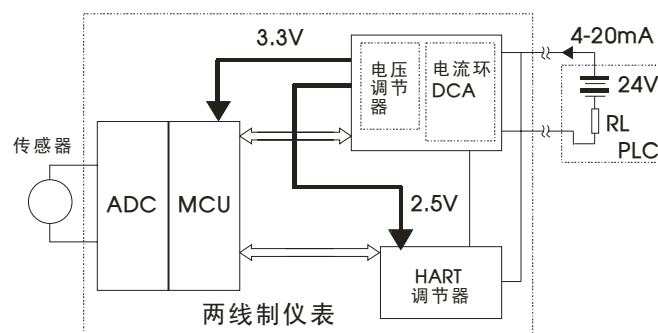 3.3V
4-20mA
电压
调节
器
电流环
DCA
24V
RL
PLC
传感器
ADC
MCU
2.5V
HART
调节器
两线制仪表